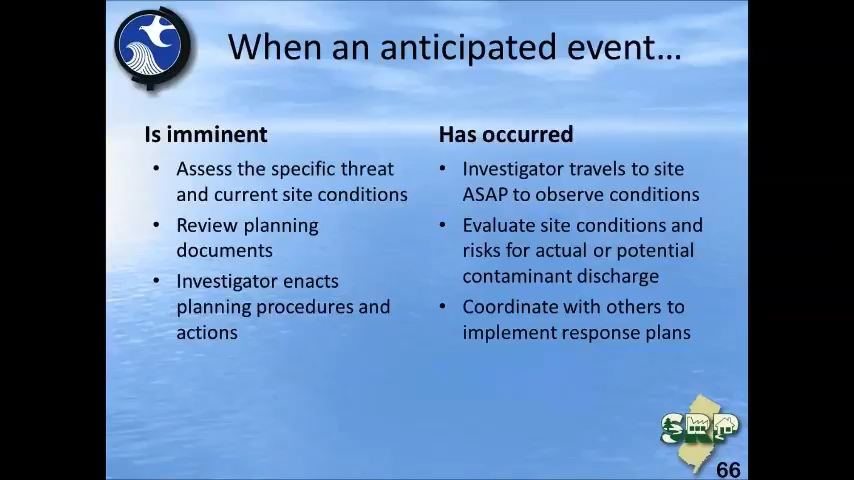 When an anticipated event...
Is imminent
• Assess the specific threat
and current site conditions
• Review planning
documents
• Investigator enacts
planning procedures and
actions
Has occurred
• Investigator travels to site
ASAP to observe conditions
• Evaluate site conditions and
risks for actual or potential
contaminant discharge
• Coordinate with others to
implement response plans
SRP
66